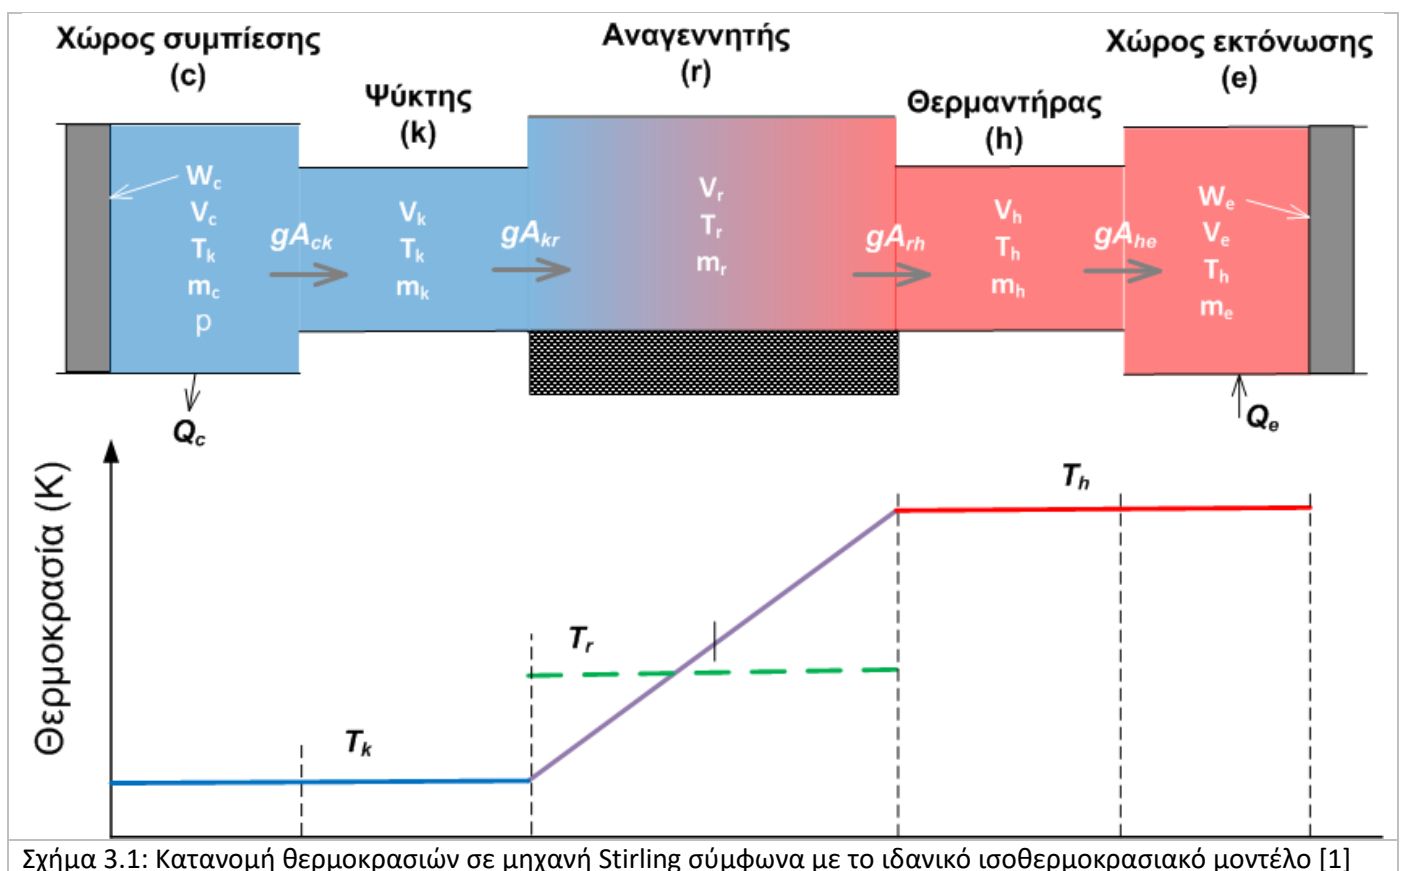 Χώρος συμπίεσης
(c)
Ψύκτης
(k)
Αναγεννητής
(r)
Θερμαντήρας
(h)
Χώρος εκτόνωσης
(e)
Wc
Vc
Tk
mc
p
gAck
Vk
Tk
mk
gAkr
Vr
Tr
mr
gArh
Vh
Th
mh
gAhe
We
Ve
Th
me
Qc
Qe
Θερμοκρασία (K)
Tk
Tr
Th
Σχήμα 3.1: Κατανομή θερμοκρασιών σε μηχανή Stirling σύμφωνα με το ιδανικό ισοθερμοκρασιακό μοντέλο [1]